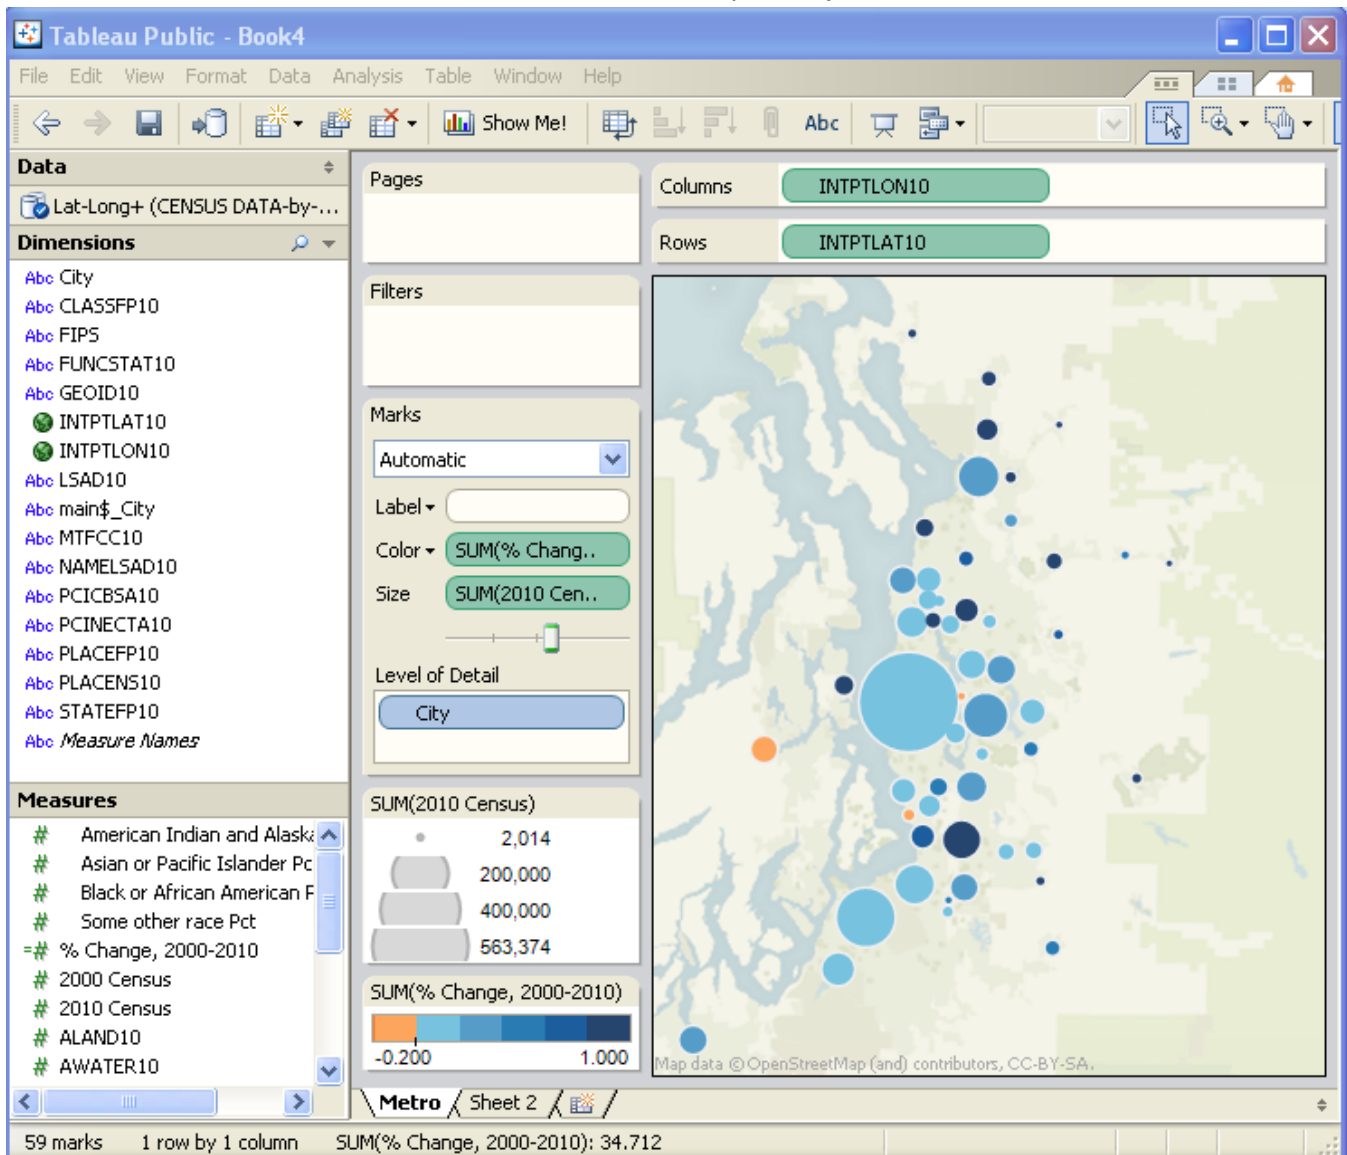 Tableau Public - Book4
File Edit View Format Data Analysis Table Window Help
Show Me! Abc
Data
Lat-Long+ (CENSUS DATA-by-...
Dimensions
Abc City
Abc CLASSFP10
Abc FIPS
Abc FUNCSTAT10
Abc GEOID10
INTPTLAT10
INTPTLON10
Abc LSAD10
Abc main$_City
Abc MTFCC10
Abc NAMELSAD10
Abc PCICBSA10
Abc PCINECTA10
Abc PLACEFP10
Abc PLACENS10
Abc STATEFP10
Abc Measure Names
Measures
# American Indian and Alaska
# Asian or Pacific Islander Pc
# Black or African American P
# Some other race Pct
=# % Change, 2000-2010
# 2000 Census
# 2010 Census
# ALAND10
# AWATER10
Pages
Filters
Marks
Automatic
Label
Color SUM(% Chang..
Size SUM(2010 Cen..
Level of Detail
City
SUM(2010 Census)
2,014
200,000
400,000
563,374
SUM(% Change, 2000-2010)
-0.200 1.000
Columns INTPTLON10
Rows INTPTLAT10
Map data © OpenStreetMap (and) contributors, CC-BY-SA.
Metro Sheet 2
59 marks 1 row by 1 column SUM(% Change, 2000-2010): 34.712